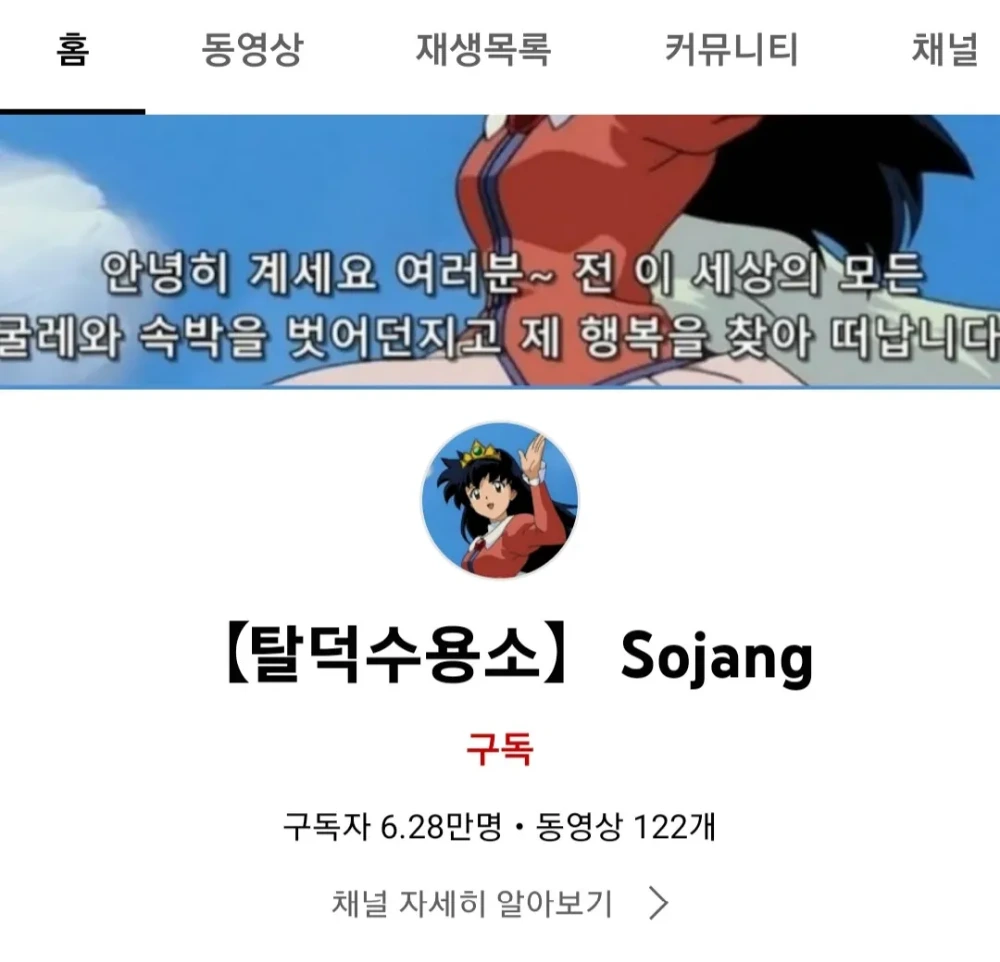 홈 동영상 재생목록 커뮤니티 채널
안녕히 계세요 여러분~ 전 이 세상의 모든
굴레와 속박을 벗어던지고 제 행복을 찾아 떠납니다
【탈덕수용소】 Sojang
구독
구독자 6.28만명 • 동영상 122개
채널 자세히 알아보기